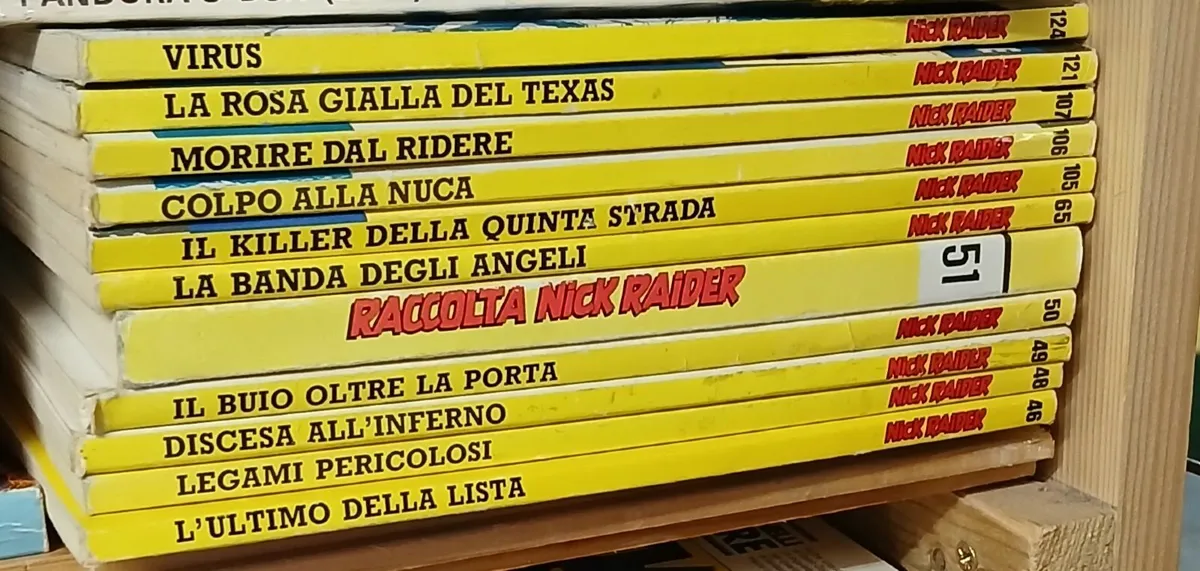 VIRUS NICK RAIDER 124
LA ROSA GIALLA DEL TEXAS NICK RAIDER 121
MORIRE DAL RIDERE NICK RAIDER 107
COLPO ALLA NUCA NICK RAIDER 106
IL KILLER DELLA QUINTA STRADA NICK RAIDER 105
LA BANDA DEGLI ANGELI NICK RAIDER 65
RACCOLTA NICK RAIDER 51
IL BUIO OLTRE LA PORTA NICK RAIDER 50
DISCESA ALL'INFERNO NICK RAIDER 49
LEGAMI PERICOLOSI NICK RAIDER 48
L'ULTIMO DELLA LISTA NICK RAIDER 46